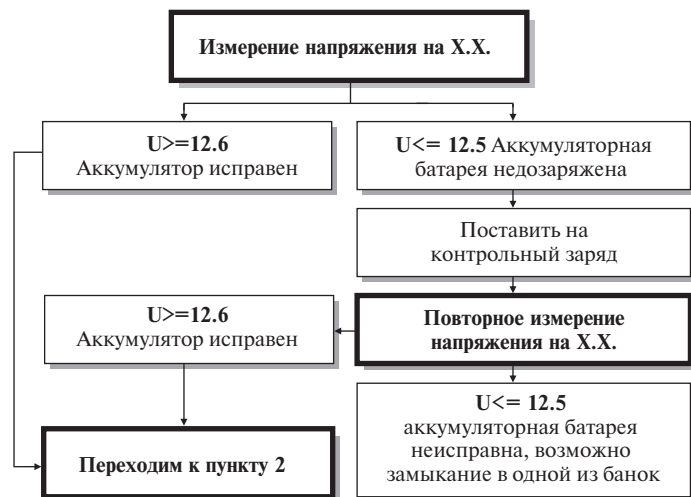 Измерение напряжения на Х.Х.
U>=12.6
Аккумулятор исправен
U<= 12.5 Аккумуляторная
батарея недозаряжена
Поставить на
контрольный заряд
U>=12.6
Аккумулятор исправен
Повторное измерение
напряжения на Х.Х.
U<= 12.5
аккумуляторная батарея
неисправна, возможно
замыкание в одной из банок
Переходим к пункту 2